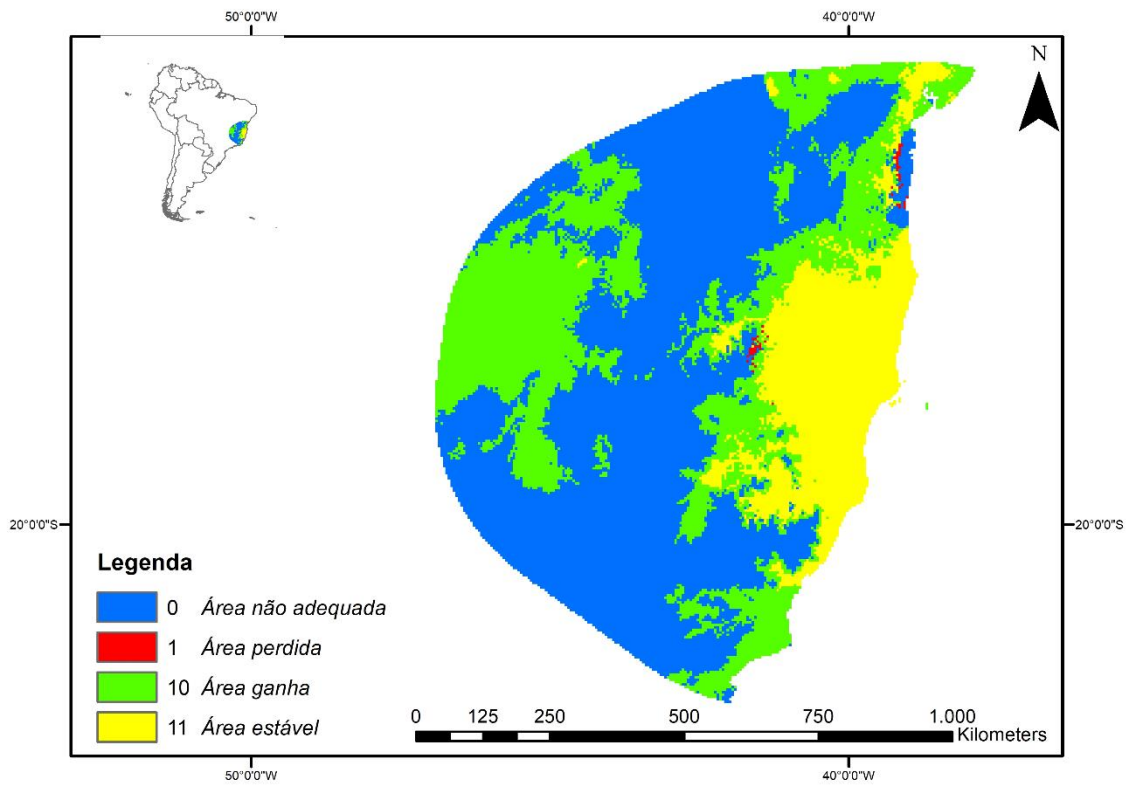 50°0'0"W 40°0'0"W
N
20°0'0"S 20°0'0"S
Legenda
0 Área não adequada
1 Área perdida
10 Área ganha
11 Área estável
0 125 250 500 750 1.000
Kilometers
50°0'0"W 40°0'0"W